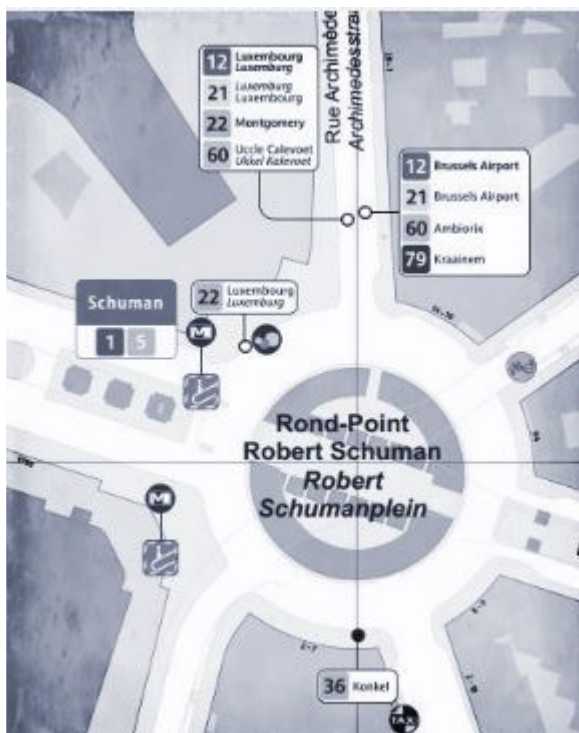 12 Luxembourg
Luxemburg
21 Luxemburg
Luxembourg
22 Montgomery
60 Uccle Calevoet
Ukkel Kalevoet
Rue Archimède
Archimedesstraat
12 Brussels Airport
21 Brussels Airport
60 Ambiorix
79 Kraainem
22 Luxembourg
Luxemburg
Schuman
M
1 5
Rond-Point
Robert Schuman
Robert
Schumanplein
M
36 Konkel
TAXI